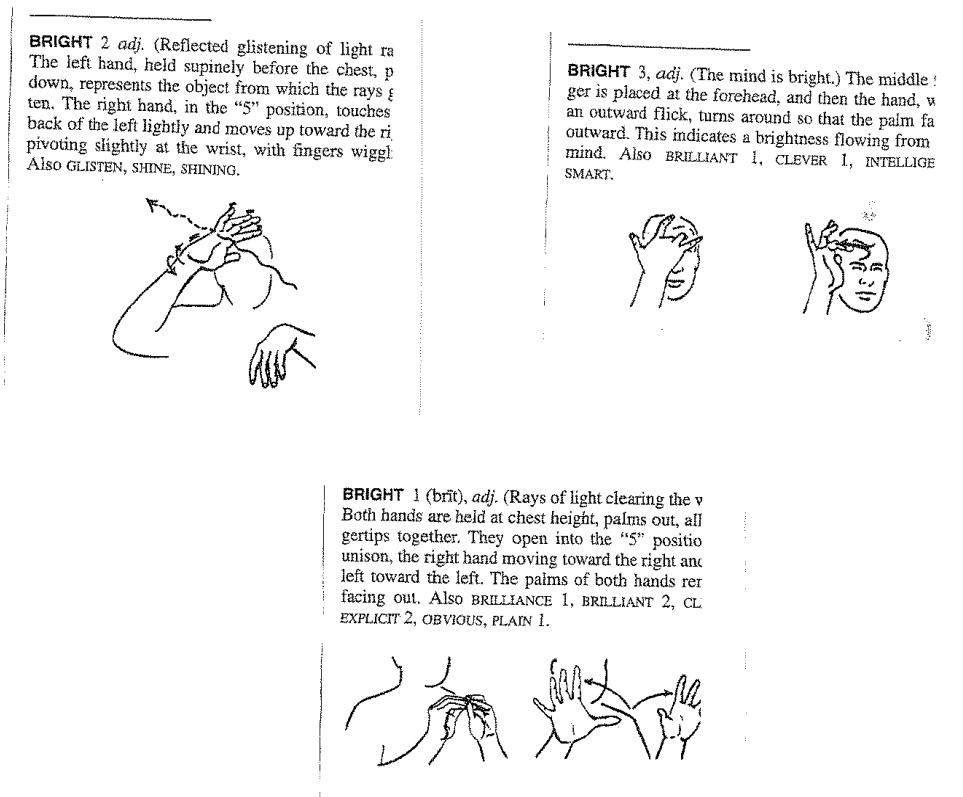 BRIGHT 2 adj. (Reflected glistening of light ra
The left hand, held supinely before the chest, p
down, represents the object from which the rays g
ten. The right hand, in the “5” position, touches
back of the left lightly and moves up toward the ri
pivoting slightly at the wrist, with fingers wiggl
Also GLISTEN, SHINE, SHINING.
BRIGHT 3, adj. (The mind is bright.) The middle
ger is placed at the forehead, and then the hand, w
an outward flick, turns around so that the palm fa
outward. This indicates a brightness flowing from
mind. Also BRILLIANT 1, CLEVER 1, INTELLIGE
SMART.
BRIGHT 1 (brīt), adj. (Rays of light clearing the v
Both hands are held at chest height, palms out, all
gertips together. They open into the “5” positio
unison, the right hand moving toward the right and
left toward the left. The palms of both hands rer
facing out. Also BRILLIANCE 1, BRILLIANT 2, CL
EXPLICIT 2, OBVIOUS, PLAIN 1.